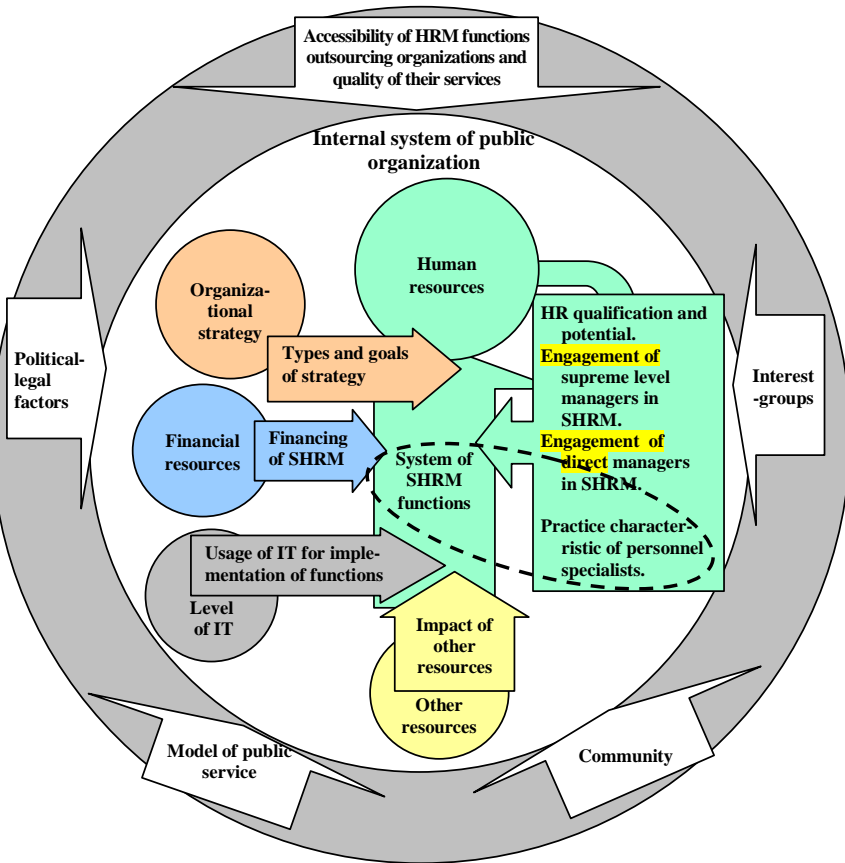 Accessibility of HRM functions
outsourcing organizations and
quality of their services
Internal system of public
organization
Human
resources
Organiza-
tional
strategy
Types and goals
of strategy
HR qualification and
potential.
Engagement of
supreme level
managers in
SHRM.
Engagement of
direct managers
in SHRM.
Practice character-
ristic of personnel
specialists.
Political-
legal
factors
Interest
-groups
Financial
resources
Financing
of SHRM
System of
SHRM
functions
Usage of IT for imple-
mentation of functions
Level
of IT
Impact of
other
resources
Other
resources
Model of public
service
Community